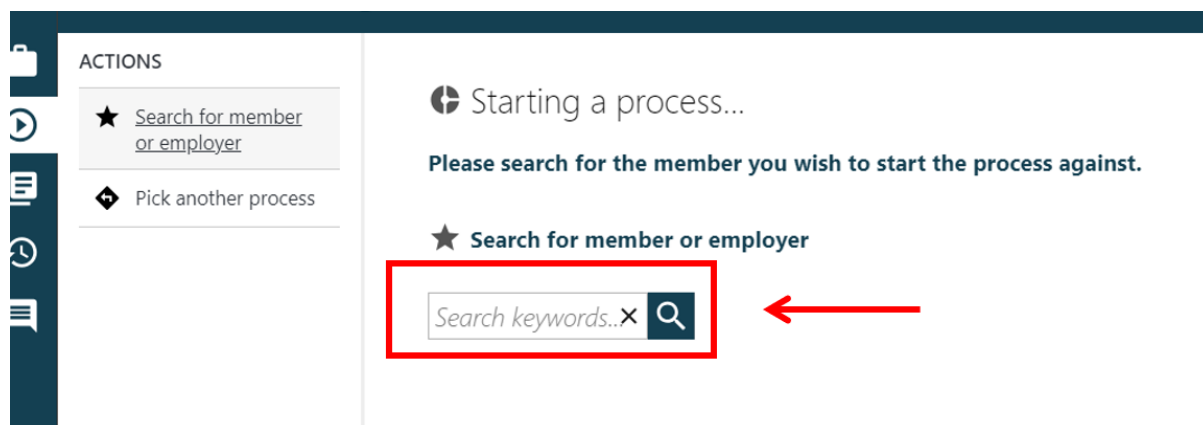 ACTIONS
Search for member
or employer
Pick another process
Starting a process...
Please search for the member you wish to start the process against.
Search for member or employer
Search keywords..